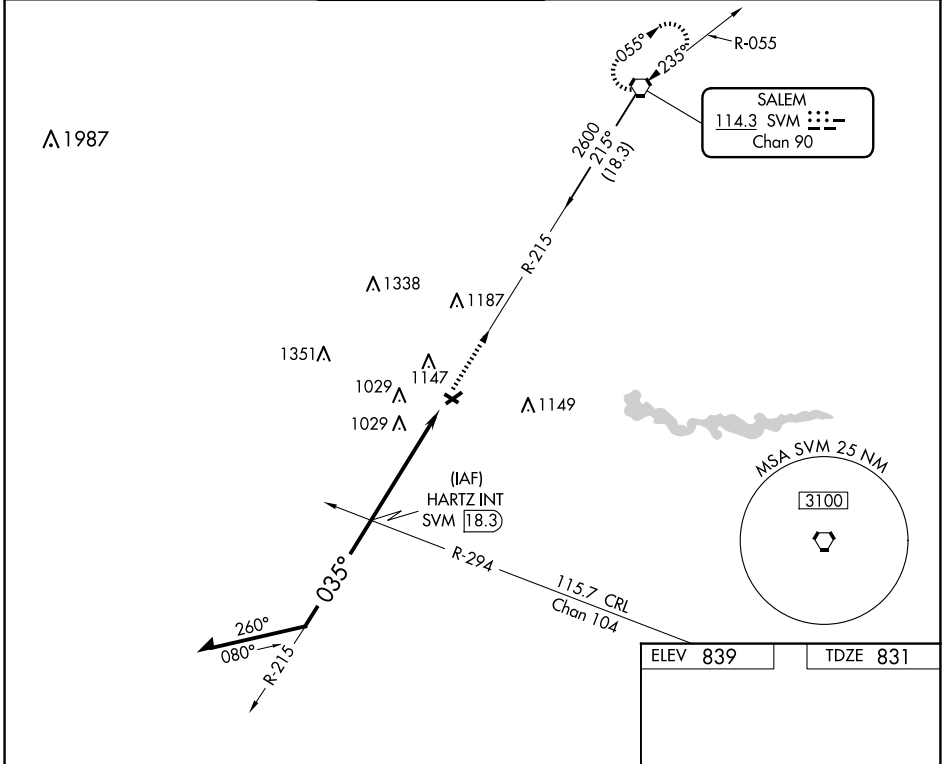 055°
235°
R-055
SALEM
114.3 SVM
Chan 90
1987
2600
215°
(18.3)
R-215
1338
1187
1351
1147
1029
1149
1029
MSA SVM 25 NM
3100
(IAF)
HARTZ INT
SVM 18.3
R-294
115.7 CRL
Chan 104
035°
260°
080°
R-215
ELEV 839
TDZE 831